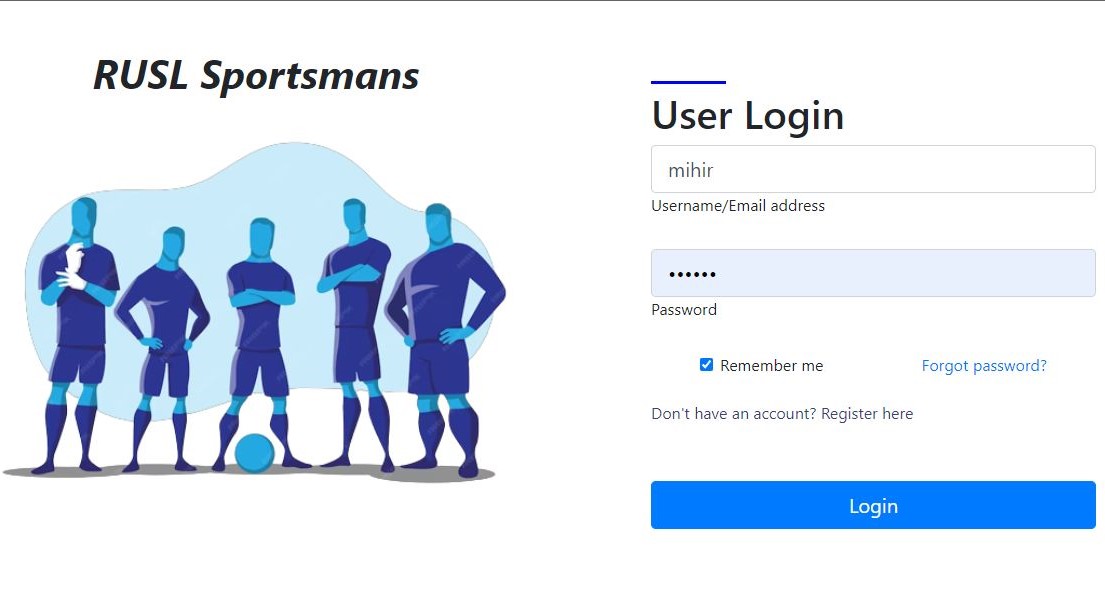 RUSL Sportsmans
User Login
mihir
Username/Email address
••••••
Password
Remember me
Forgot password?
Don't have an account? Register here
Login